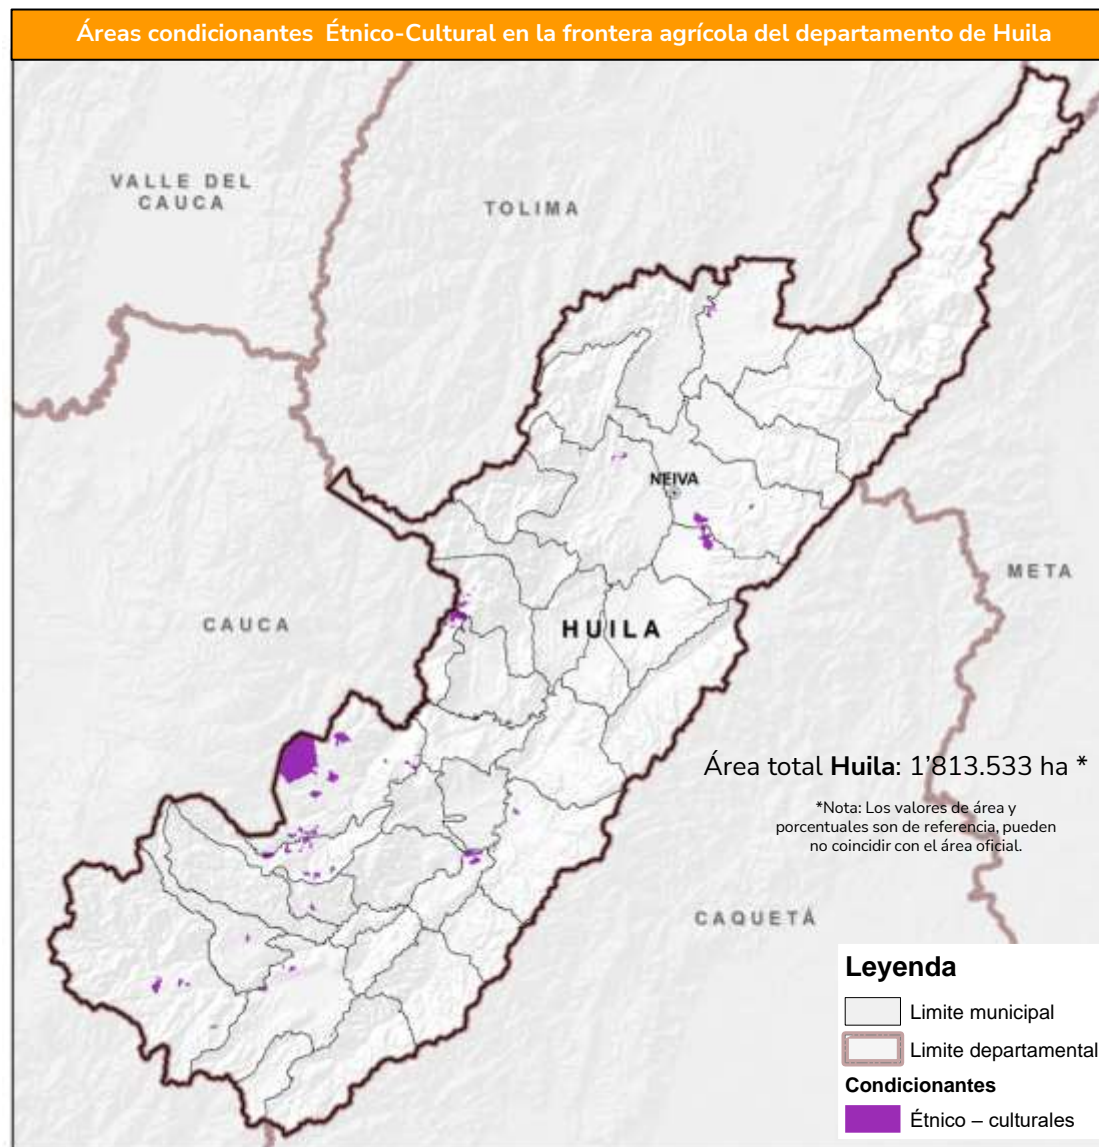 Áreas condicionantes Étnico-Cultural en la frontera agrícola del departamento de Huila
VALLE DEL
CAUCA
TOLIMA
NEIVA
META
CAUCA
HUILA
Área total Huila: 1'813.533 ha *
*Nota: Los valores de área y
porcentuales son de referencia, pueden
no coincidir con el área oficial.
CAQUETÁ
Leyenda
Limite municipal
Limite departamental
Condicionantes
Étnico – culturales